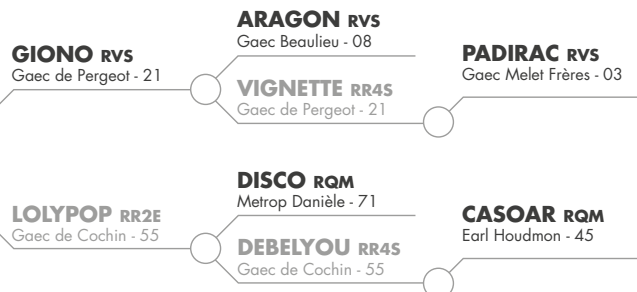 ARAGON RVS
Gaec Beaulieu - 08
GIONO RVS
Gaec de Pergeot - 21
PADIRAC RVS
Gaec Melet Frères - 03
VIGNETTE RR4S
Gaec de Pergeot - 21
DISCO RQM
Metrop Danièle - 71
LOLYPOP RR2E
Gaec de Cochin - 55
CASOAR RQM
Earl Houdmon - 45
DEBELYOU RR4S
Gaec de Cochin - 55